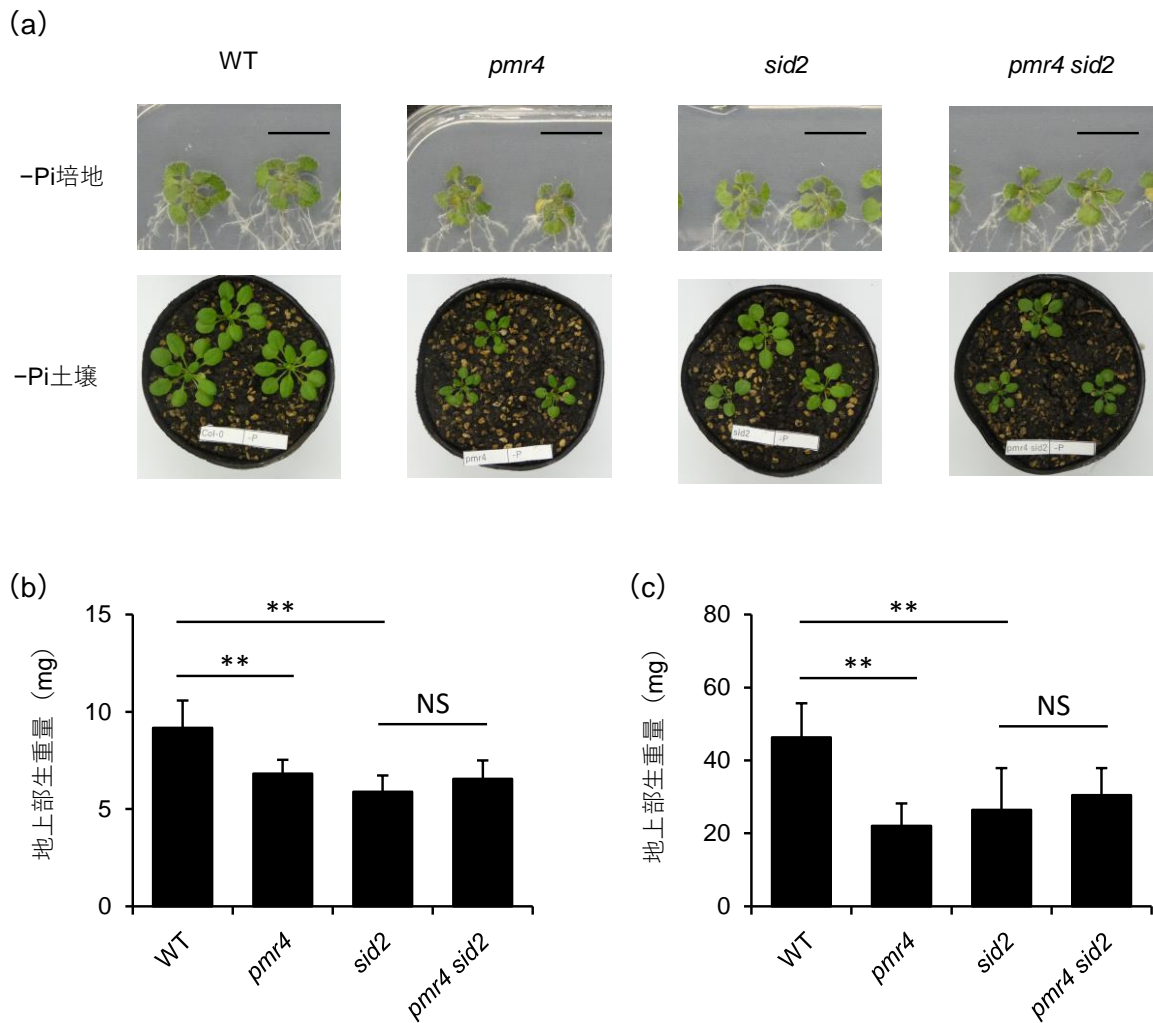 (a)
WT
pmr4
sid2
pmr4 sid2
−Pi培地
−Pi土壌
Col-0 -P
pmr4 -P
sid2 -P
pmr4 sid2 -P
(b)
(c)
地上部生重量（mg）
15
10
5
0
**
**
NS
WT
pmr4
sid2
pmr4 sid2
地上部生重量（mg）
80
60
40
20
0
**
**
NS
WT
pmr4
sid2
pmr4 sid2